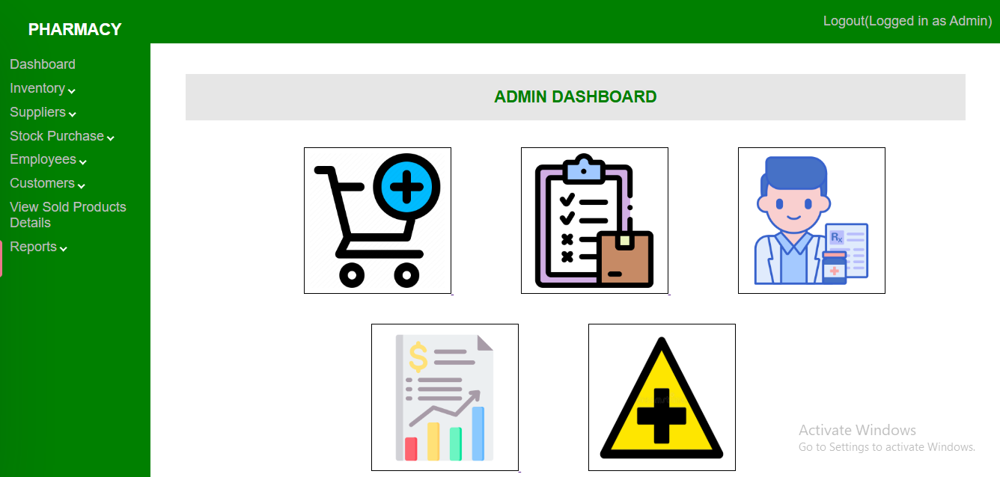 PHARMACY
Logout(Logged in as Admin)
Dashboard
Inventory
Suppliers
Stock Purchase
Employees
Customers
View Sold Products
Details
Reports
ADMIN DASHBOARD
Rx
$
Activate Windows
Go to Settings to activate Windows.